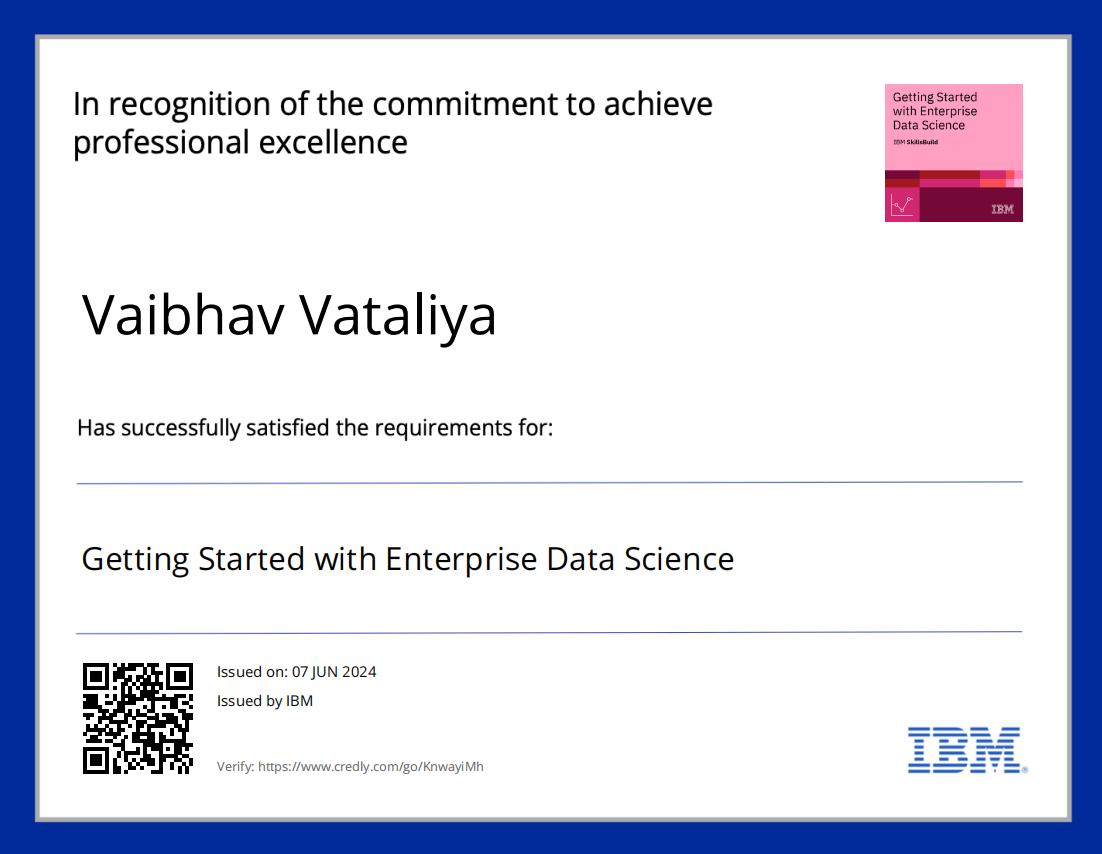 In recognition of the commitment to achieve
professional excellence
Getting Started
with Enterprise
Data Science
IBM SkillsBuild
IBM
Vaibhav Vataliya
Has successfully satisfied the requirements for:
Getting Started with Enterprise Data Science
Issued on: 07 JUN 2024
Issued by IBM
Verify: https://www.credly.com/go/KnwayiMh
IBM®